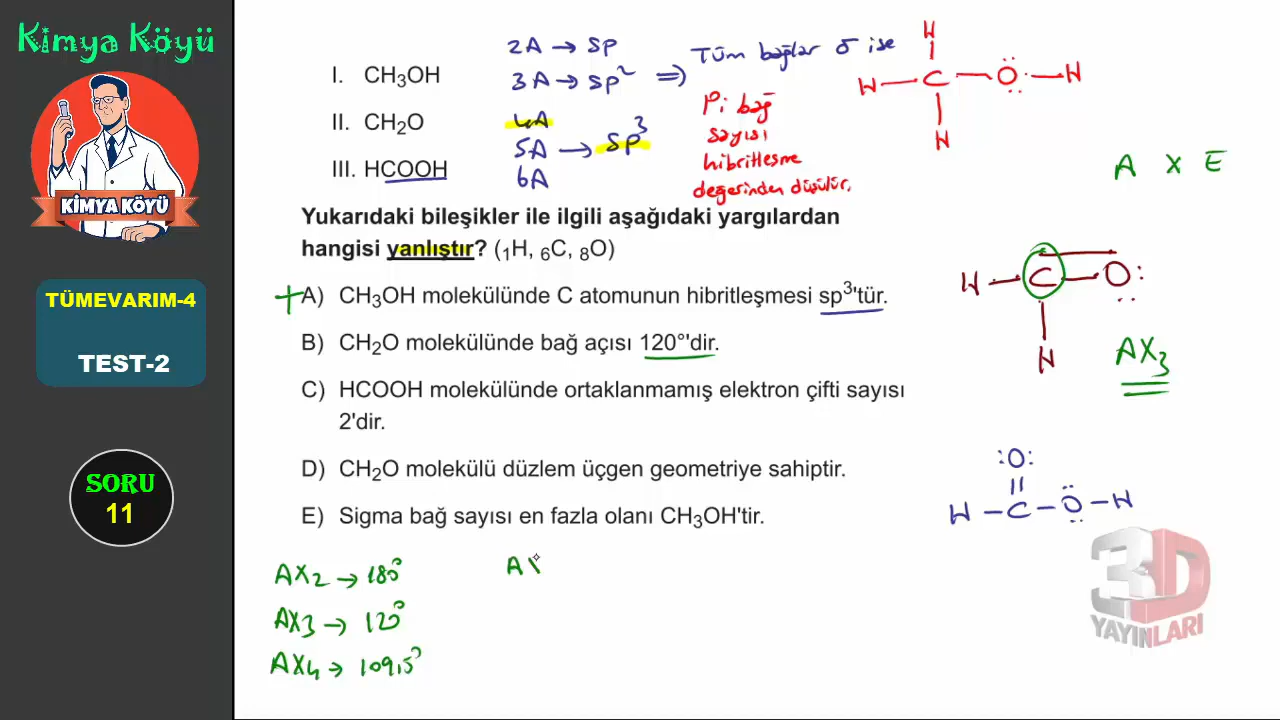 Kimya Köyü
KİMYA KÖYÜ
TÜMEVARIM-4
TEST-2
SORU
11
I. CH₃OH
II. CH₂O
III. HCOOH
2A → sp
3A → sp² ⇒ Tüm bağlar σ ise
4A
5A → sp³
6A
Pi bağ
sayısı
hibritleşme
değerinden düşülür.
H
H — C — Ö: — H
H
A X E
Yukarıdaki bileşikler ile ilgili aşağıdaki yargılardan
hangisi yanlıştır? (₁H, ₆C, ₈O)
+ A) CH₃OH molekülünde C atomunun hibritleşmesi sp³'tür.
B) CH₂O molekülünde bağ açısı 120°'dir.
C) HCOOH molekülünde ortaklanmamış elektron çifti sayısı
2'dir.
D) CH₂O molekülü düzlem üçgen geometriye sahiptir.
E) Sigma bağ sayısı en fazla olanı CH₃OH'tir.
H — C = O:
H
AX₃
:O:
H — C — Ö — H
AX₂ → 180°
AX₃ → 120°
AX₄ → 109,5°
A
3D
YAYINLARI